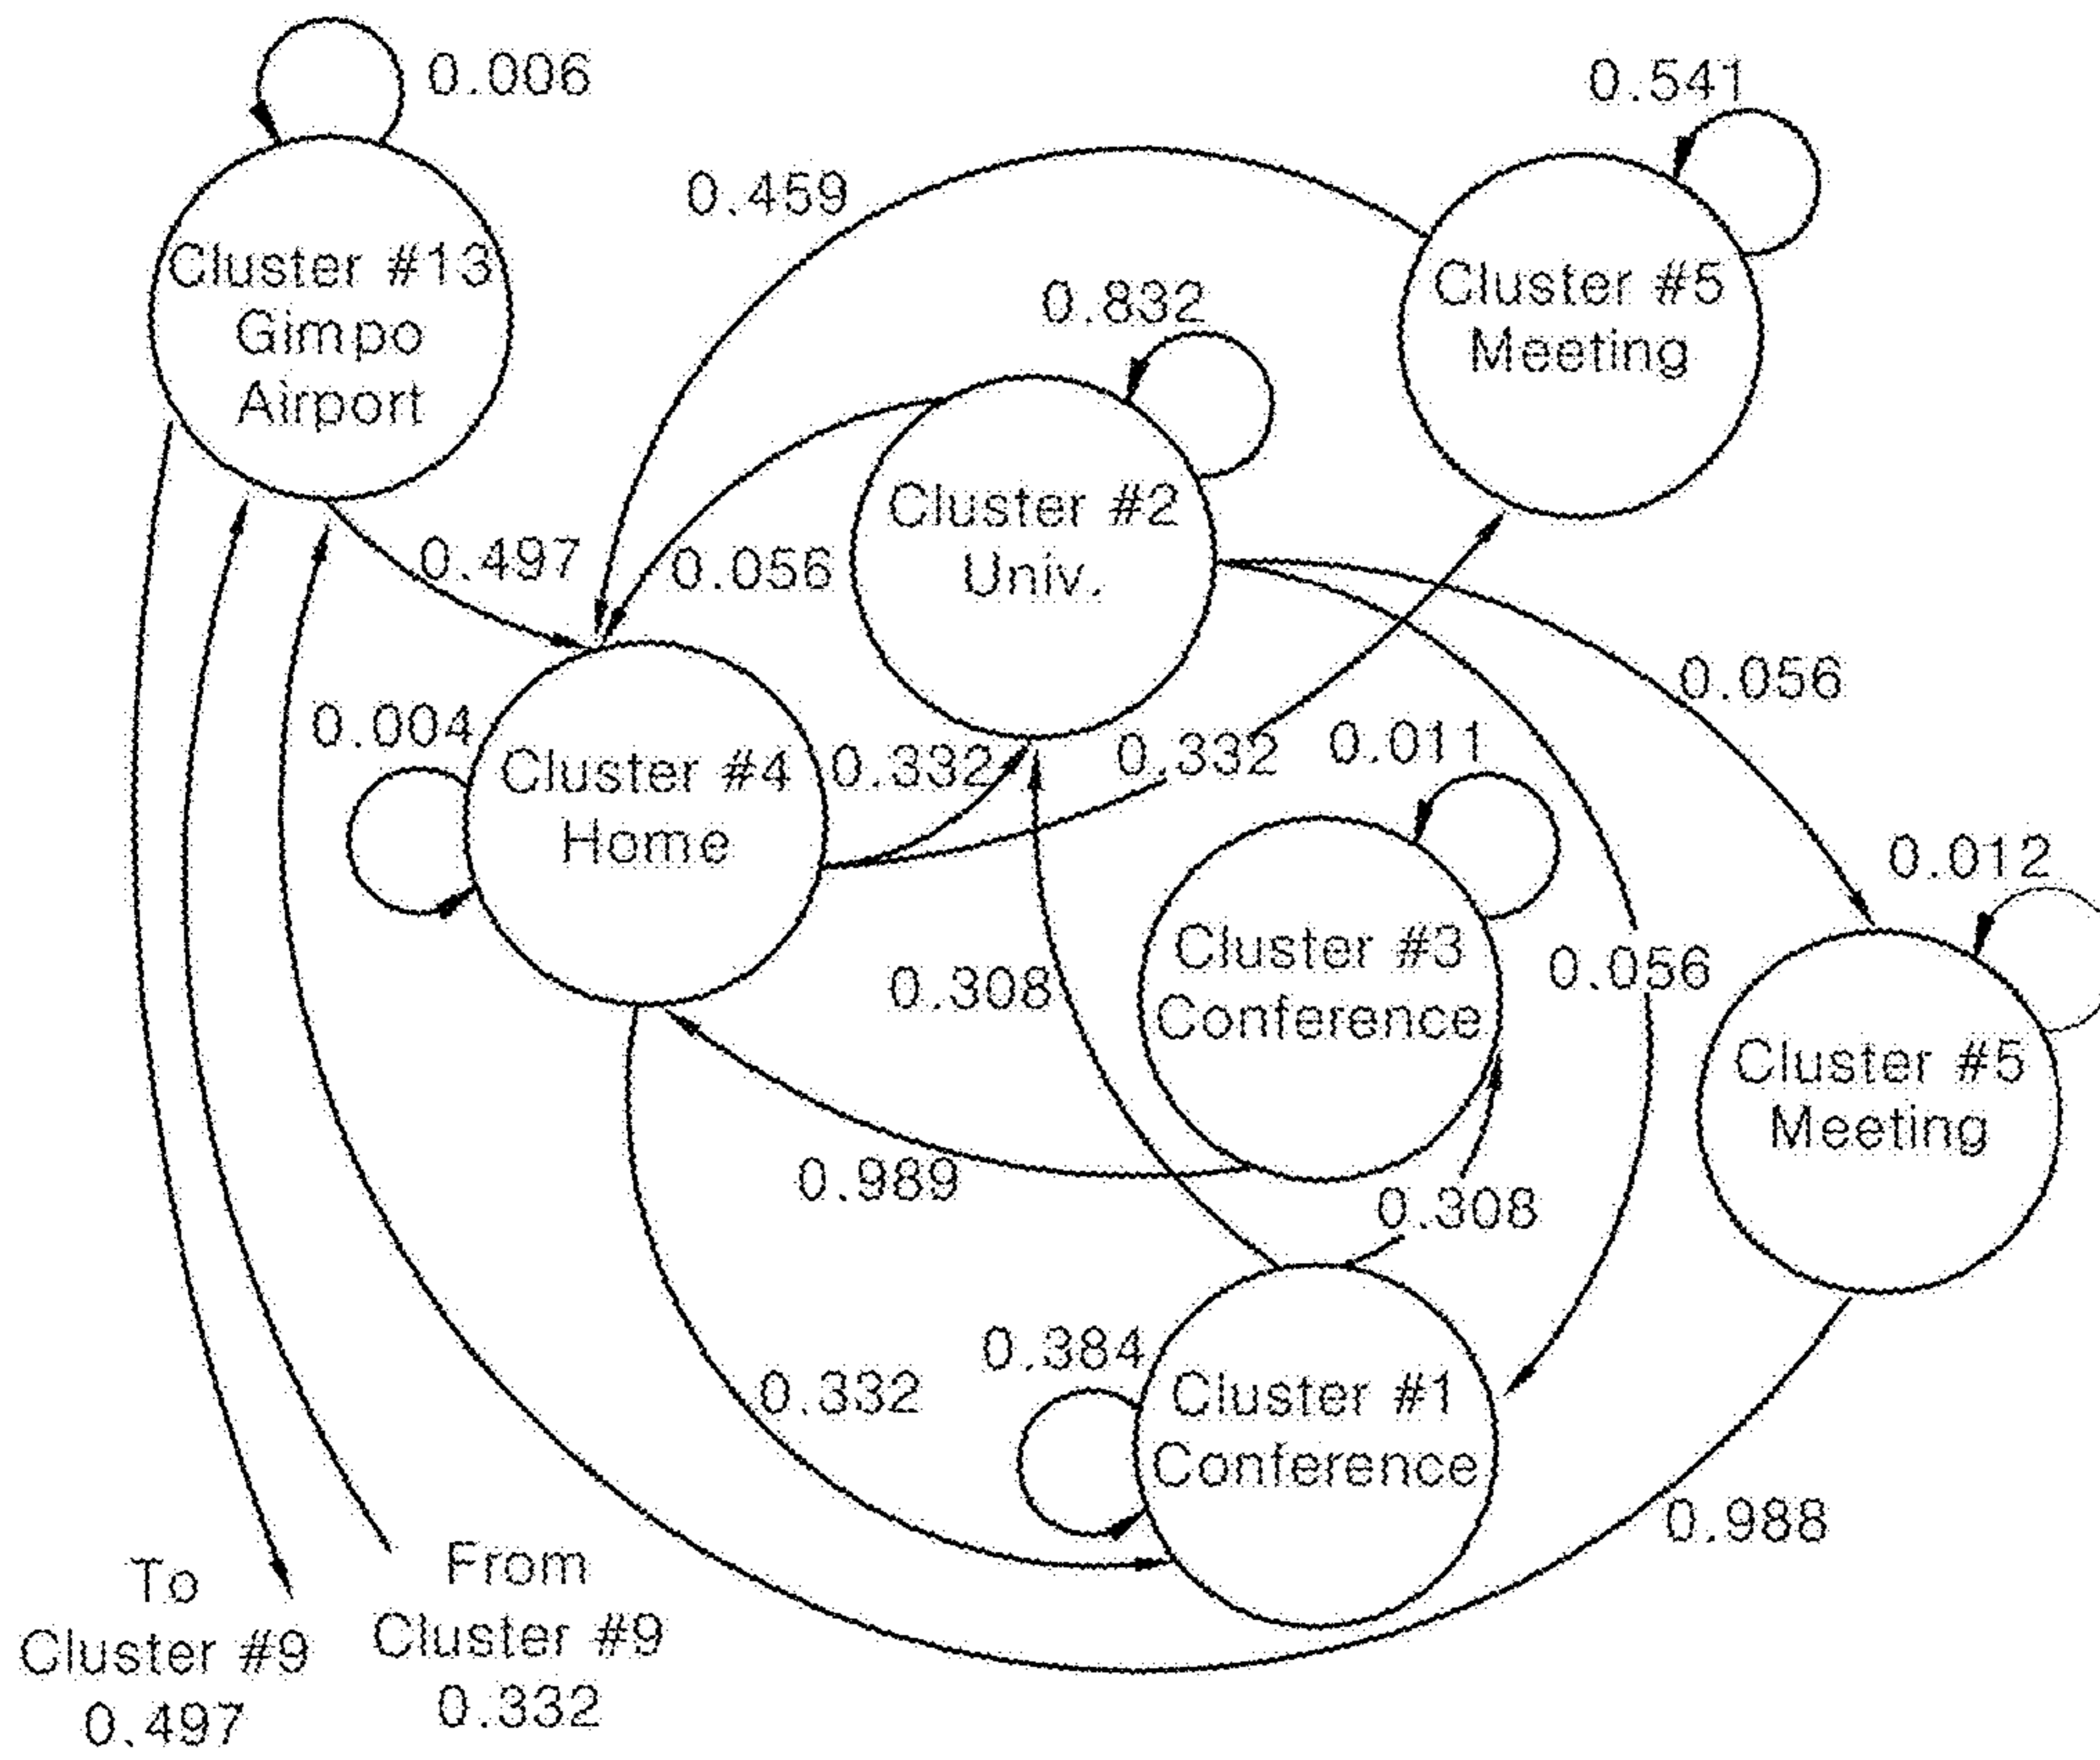 0.006
0.541
0.459
Cluster #13
Gimpo
Airport
Cluster #5
Meeting
0.832
Cluster #2
Univ.
0.497
0.056
0.056
0.004
Cluster #4
Home
0.332
0.332
0.011
0.012
Cluster #3
Conference
0.308
0.056
Cluster #5
Meeting
0.989
0.308
0.384
0.332
Cluster #1
Conference
0.988
To
Cluster #9
0.497
From
Cluster #9
0.332